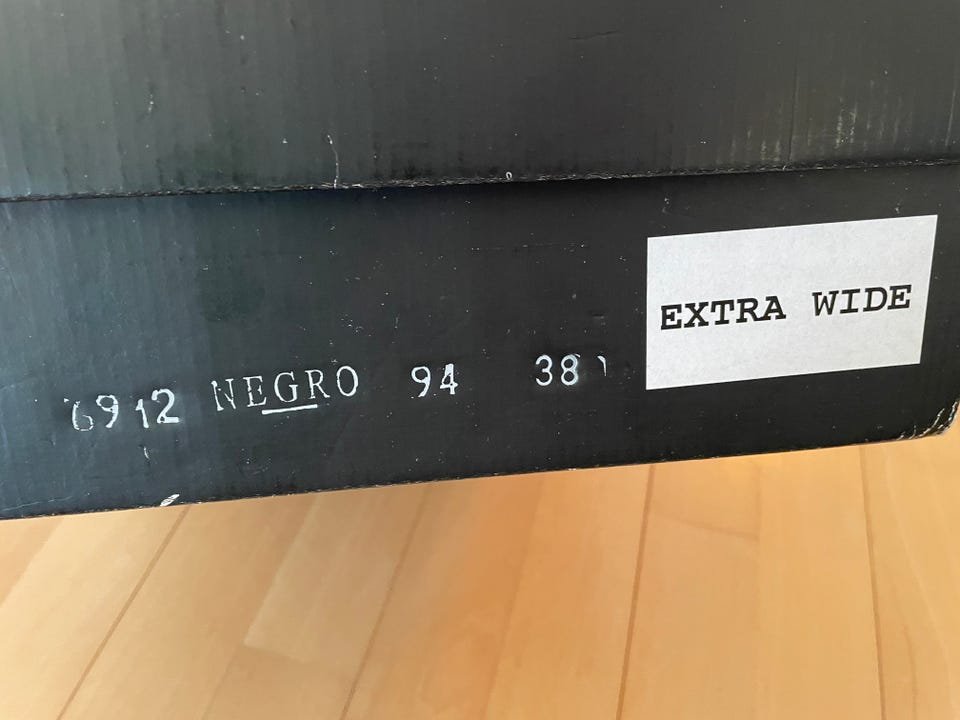 6912 NEGRO 94 38
EXTRA WIDE